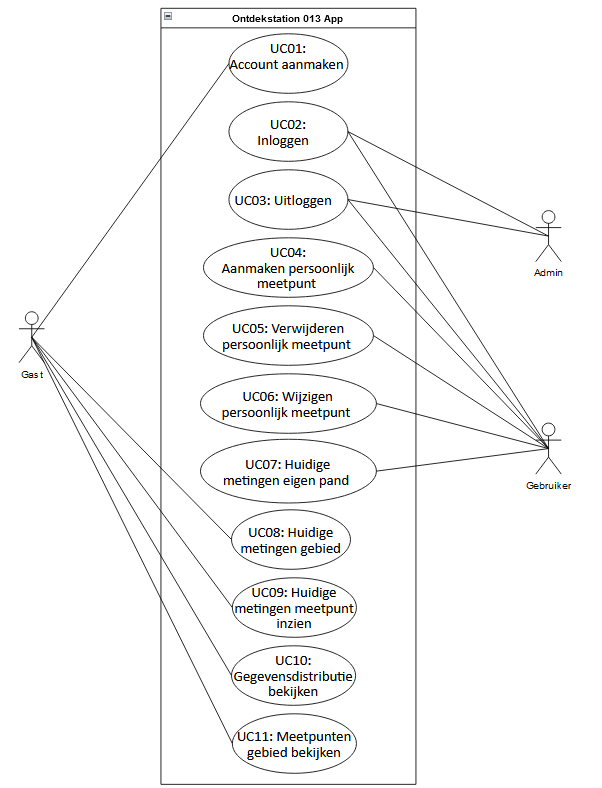 Ontdekstation 013 App
UC01:
Account aanmaken
UC02:
Inloggen
UC03: Uitloggen
UC04:
Aanmaken persoonlijk
meetpunt
Admin
UC05: Verwijderen
persoonlijk meetpunt
Gast
UC06: Wijzigen
persoonlijk meetpunt
UC07: Huidige
metingen eigen pand
Gebruiker
UC08: Huidige
metingen gebied
UC09: Huidige
metingen meetpunt
inzien
UC10:
Gegevensdistributie
bekijken
UC11: Meetpunten
gebied bekijken